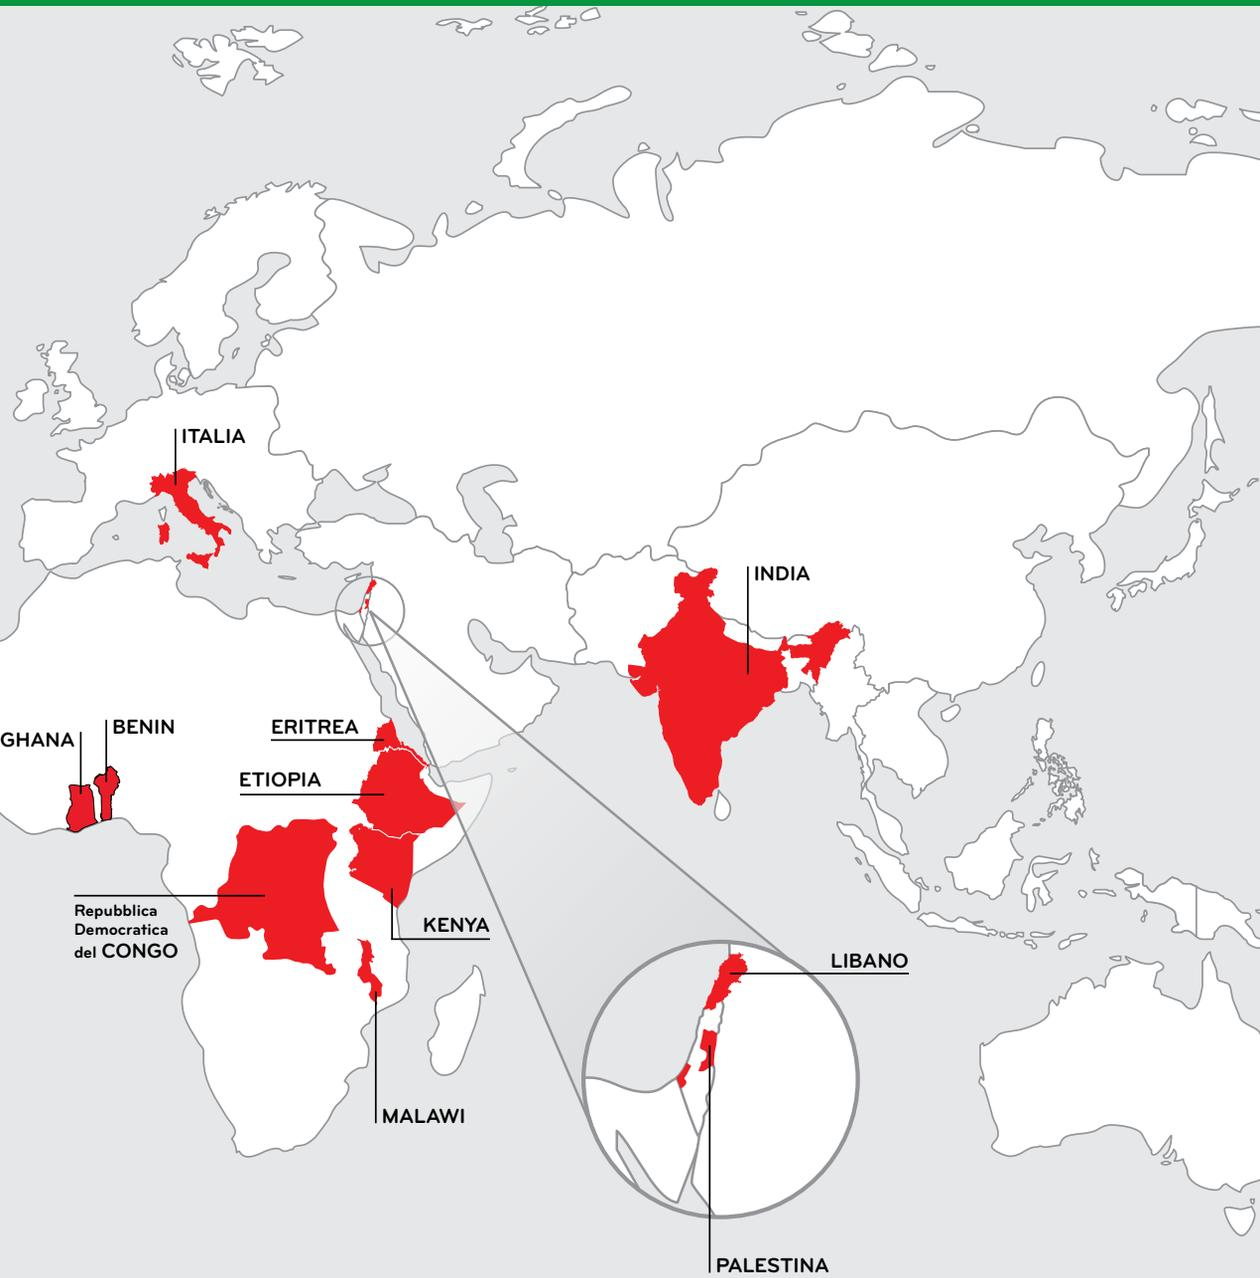 ITALIA
INDIA
GHANA
BENIN
ERITREA
ETIOPIA
Repubblica
Democratica
del CONGO
KENYA
LIBANO
MALAWI
PALESTINA